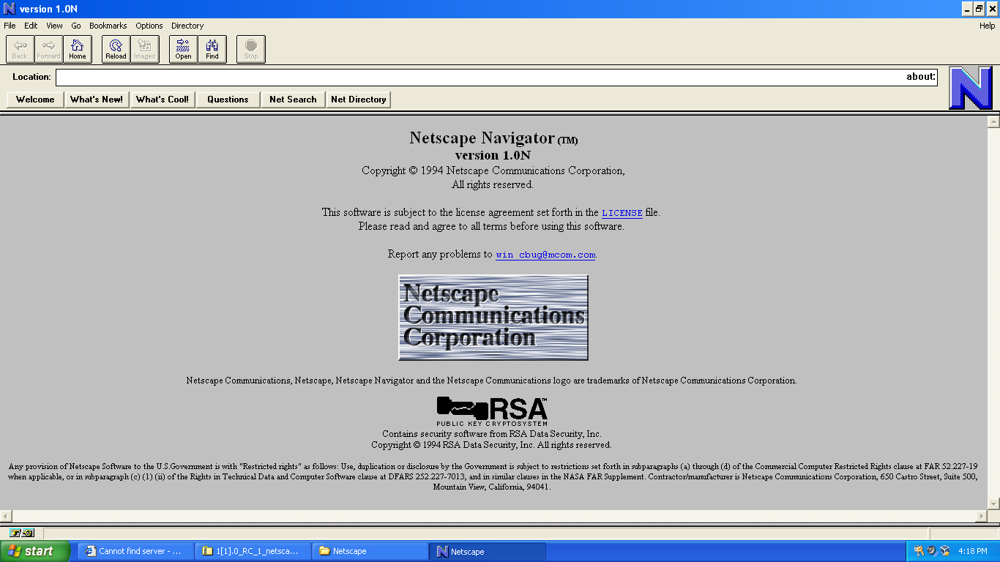 version 1.0N
File Edit View Go Bookmarks Options Directory Help
Back Forward Home Reload Images Open Find Stop
Location: about:
Welcome What's New! What's Cool! Questions Net Search Net Directory
Netscape Navigator (TM)
version 1.0N
Copyright © 1994 Netscape Communications Corporation,
All rights reserved.
This software is subject to the license agreement set forth in the LICENSE file.
Please read and agree to all terms before using this software.
Report any problems to win_cbug@mcom.com.
Netscape
Communications
Corporation
Netscape Communications, Netscape, Netscape Navigator and the Netscape Communications logo are trademarks of Netscape Communications Corporation.
RSA™
PUBLIC KEY CRYPTOSYSTEM
Contains security software from RSA Data Security, Inc.
Copyright © 1994 RSA Data Security, Inc. All rights reserved.
Any provision of Netscape Software to the U.S.Government is with "Restricted rights" as follows: Use, duplication or disclosure by the Government is subject to restrictions set forth in subparagraphs (a) through (d) of the Commercial Computer Restricted Rights clause at FAR 52.227-19
when applicable, or in subparagraph (c) (1) (ii) of the Rights in Technical Data and Computer Software clause at DFARS 252.227-7013, and in similar clauses in the NASA FAR Supplement. Contractor/manufacturer is Netscape Communications Corporation, 650 Castro Street, Suite 500,
Mountain View, California, 94041.
start Cannot find server - ... 1[1].0_RC_1_netsca... Netscape Netscape 4:18 PM